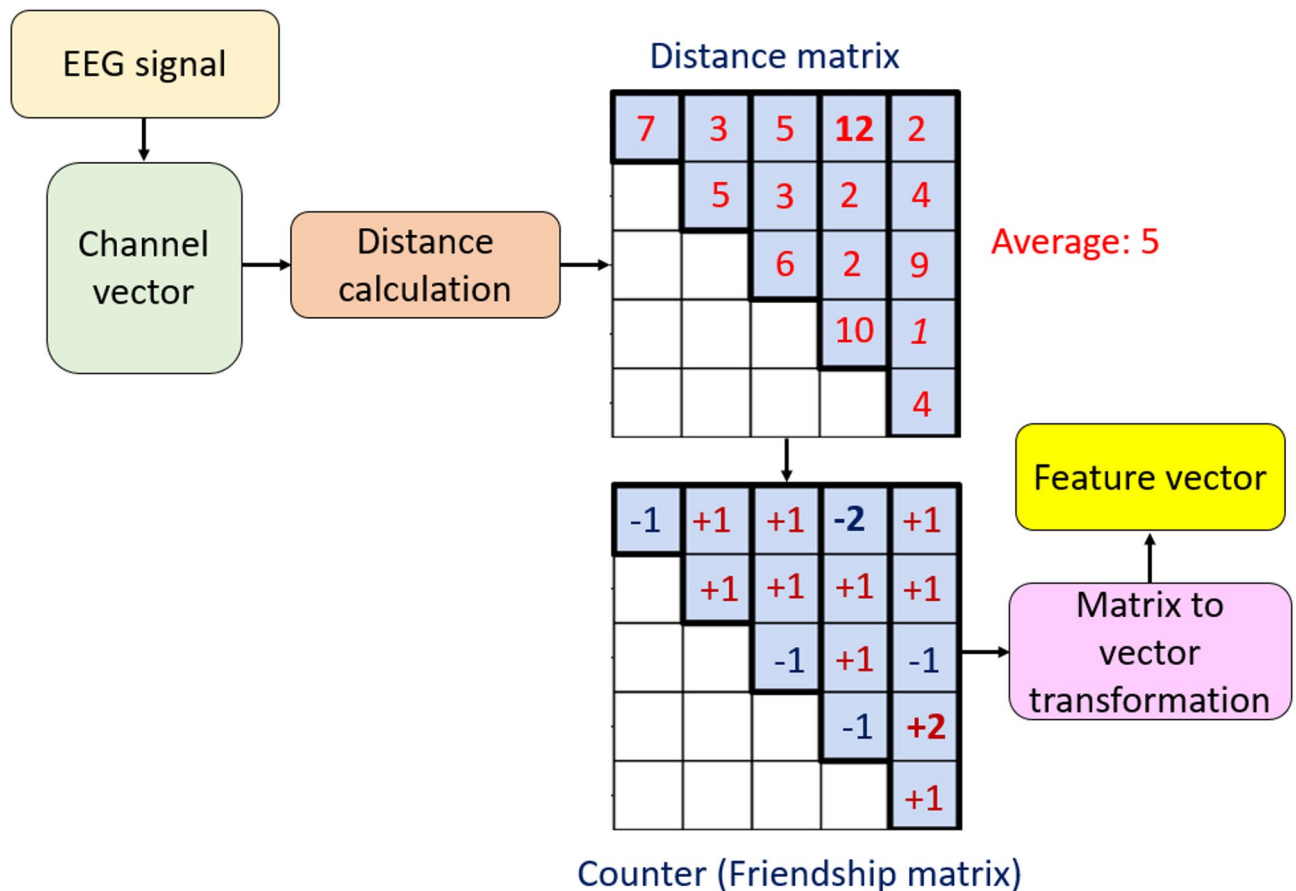 EEG signal
Channel
vector
Distance
calculation
Distance matrix
7 3 5 12 2
5 3 2 4
6 2 9
10 1
4
Average: 5
-1 +1 +1 -2 +1
+1 +1 +1 +1
-1 +1 -1
-1 +2
+1
Counter (Friendship matrix)
Matrix to
vector
transformation
Feature vector